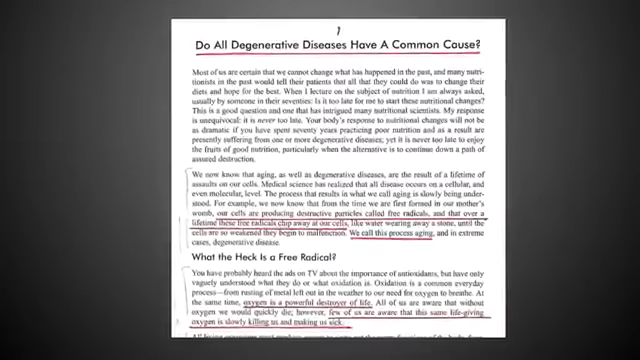 1
Do All Degenerative Diseases Have A Common Cause?
Most of us are certain that we cannot change what has happened in the past, and many nutri-
tionists in the past would tell their patients that all that they could do was to change their
diets and hope for the best. When I lecture on the subject of nutrition I am always asked,
usually by someone in their seventies: Is it too late for me to start these nutritional changes?
This is a good question and one that has intrigued many nutritional scientists. My response
is unequivocal: it is never too late. Your body's response to nutritional changes will not be
as dramatic if you have spent seventy years practicing poor nutrition and as a result are
presently suffering from one or more degenerative diseases; yet it is never too late to enjoy
the fruits of good nutrition, particularly when the alternative is to continue down a path of
assured destruction.
We now know that aging, as well as degenerative diseases, are the result of a lifetime of
assaults on our cells. Medical science has realized that all disease occurs on a cellular, and
even molecular, level. The process that results in what we call aging is slowly being under-
stood. For example, we now know that from the time we are first formed in our mother's
womb, our cells are producing destructive particles called free radicals, and that over a
lifetime these free radicals chip away at our cells, like water wearing away a stone, until the
cells are so weakened they begin to malfunction. We call this process aging, and in extreme
cases, degenerative disease.
What the Heck Is a Free Radical?
You have probably heard the ads on TV about the importance of antioxidants, but have only
vaguely understood what they do or what oxidation is. Oxidation is a common everyday
process—from rusting of metal left out in the weather to our need for oxygen to breathe. At
the same time, oxygen is a powerful destroyer of life. All of us are aware that without
oxygen we would quickly die; however, few of us are aware that this same life-giving
oxygen is slowly killing us and making us sick.